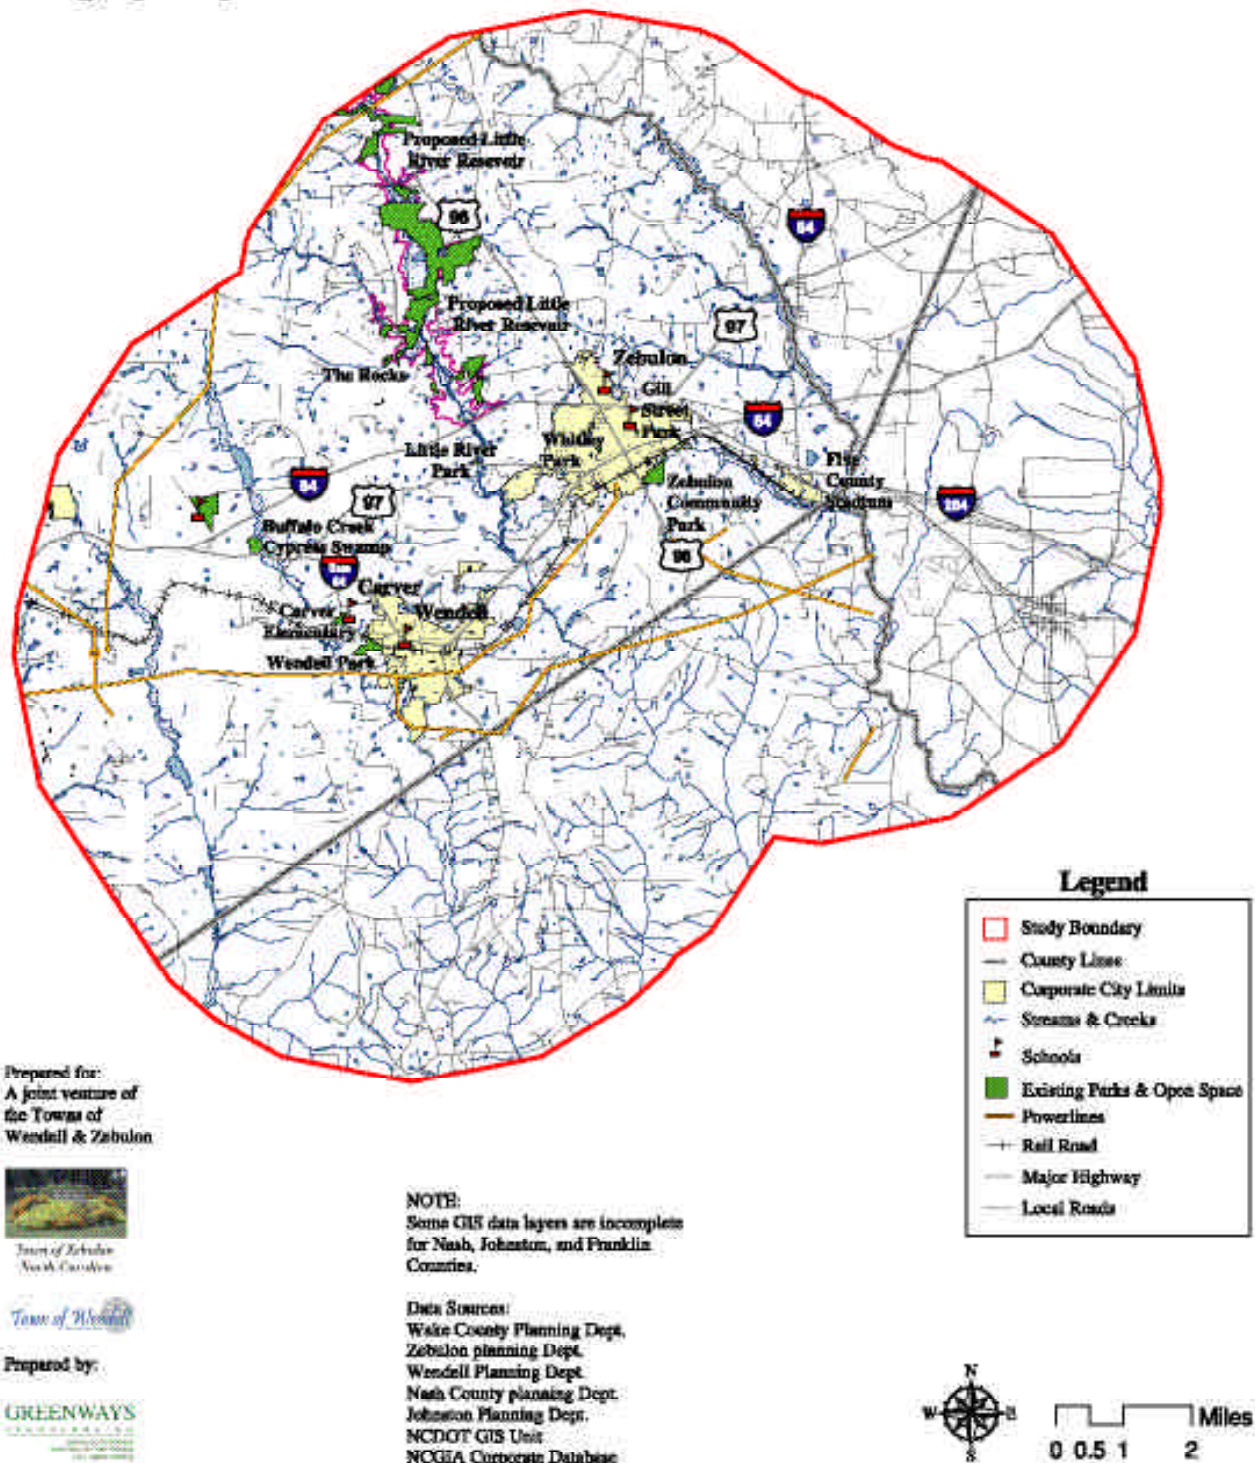 Proposed Little
River Resevoir
96
64
Proposed Little
River Resevoir
97
Zebulon
The Rocks
Gill
Street
Park
64
Whitley
Park
Little River
Park
Five
County
Stadium
Zebulon
Community
Park
64
97
264
Buffalo Creek
Cypress Swamp
96
Bus
64
Carver
Carver
Elementary
Wendell
Wendell Park
Legend
Study Boundary
County Lines
Corporate City Limits
Streams & Creeks
Schools
Existing Parks & Open Space
Powerlines
Rail Road
Major Highway
Local Roads
Prepared for:
A joint venture of
the Towns of
Wendell & Zebulon
Town of Zebulon
North Carolina
Town of Wendell
Prepared by:
GREENWAYS
NOTE:
Some GIS data layers are incomplete
for Nash, Johnston, and Franklin
Counties.
Data Sources:
Wake County Planning Dept.
Zebulon planning Dept.
Wendell Planning Dept.
Nash County planning Dept.
Johnston Planning Dept.
NCDOT GIS Unit
NCGIA Corporate Database
N
W E
S
Miles
0 0.5 1 2